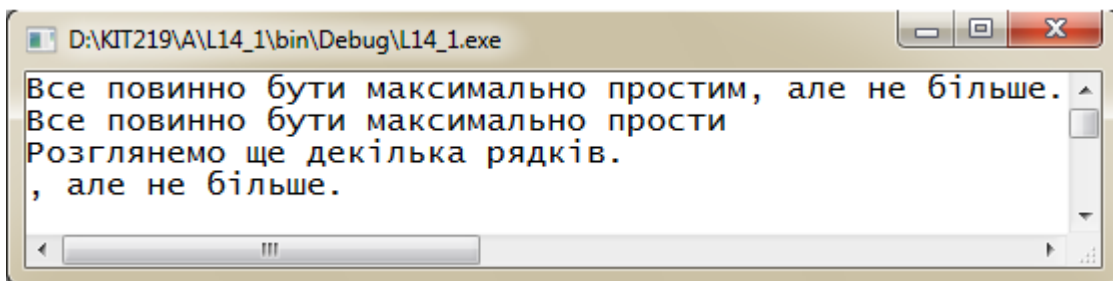 D:\KIT219\A\L14_1\bin\Debug\L14_1.exe
Все повинно бути максимально простим, але не більше.
Все повинно бути максимально прости
Розглянемо ще декілька рядків.
, але не більше.